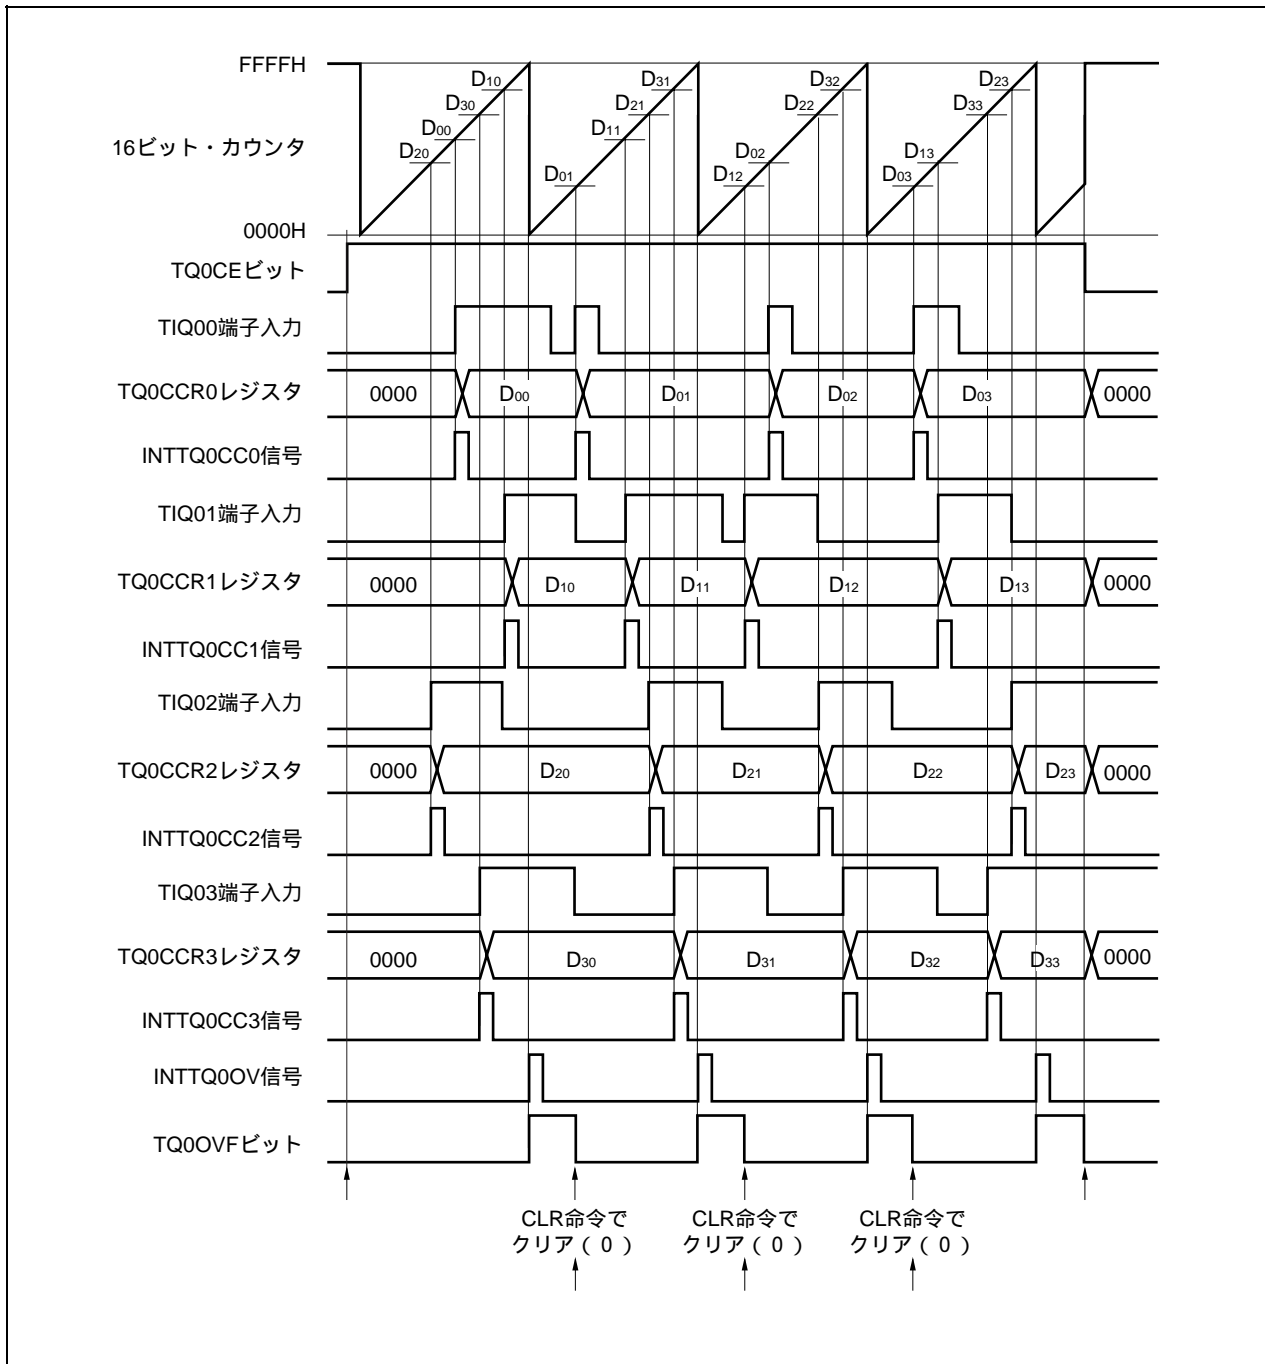 FFFFH
D10
D31
D32
D23
D30
D21
D22
D33
D00
D11
16ビット・カウンタ
D20
D02
D13
D01
D12
D03
0000H
TQ0CEビット
TIQ00端子入力
TQ0CCR0レジスタ 0000 D00 D01 D02 D03 0000
INTTQ0CC0信号
TIQ01端子入力
TQ0CCR1レジスタ 0000 D10 D11 D12 D13 0000
INTTQ0CC1信号
TIQ02端子入力
TQ0CCR2レジスタ 0000 D20 D21 D22 D23 0000
INTTQ0CC2信号
TIQ03端子入力
TQ0CCR3レジスタ 0000 D30 D31 D32 D33 0000
INTTQ0CC3信号
INTTQ0OV信号
TQ0OVFビット
CLR命令で
クリア(0)
CLR命令で
クリア(0)
CLR命令で
クリア(0)